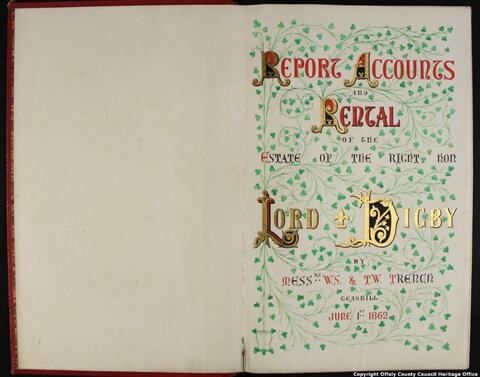 REPORT ACCOUNTS
AND
RENTAL
OF THE
ESTATE OF THE RIGHT HON
LORD DIGBY
BY
MESSRS W.S. & T.W. TRENCH
GEASHILL
JUNE 1ST 1862
Copyright Offaly County Council Heritage Office